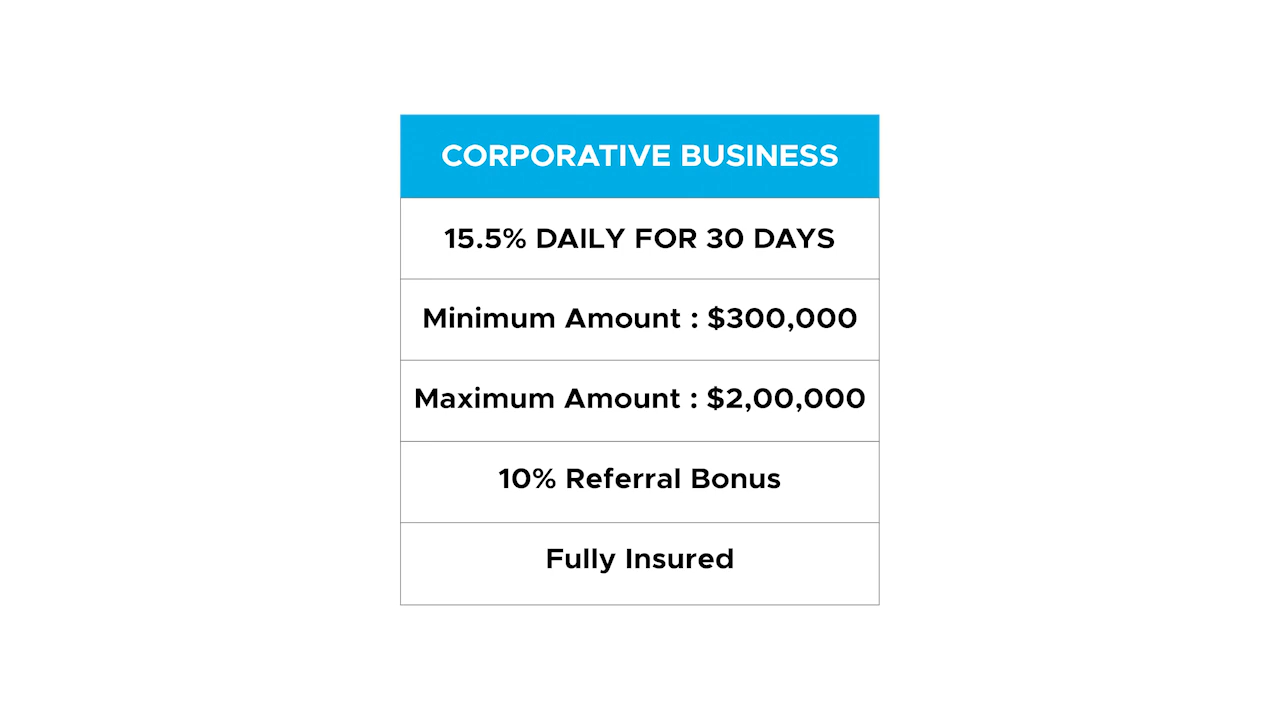 CORPORATIVE BUSINESS
15.5% DAILY FOR 30 DAYS
Minimum Amount : $300,000
Maximum Amount : $2,00,000
10% Referral Bonus
Fully Insured